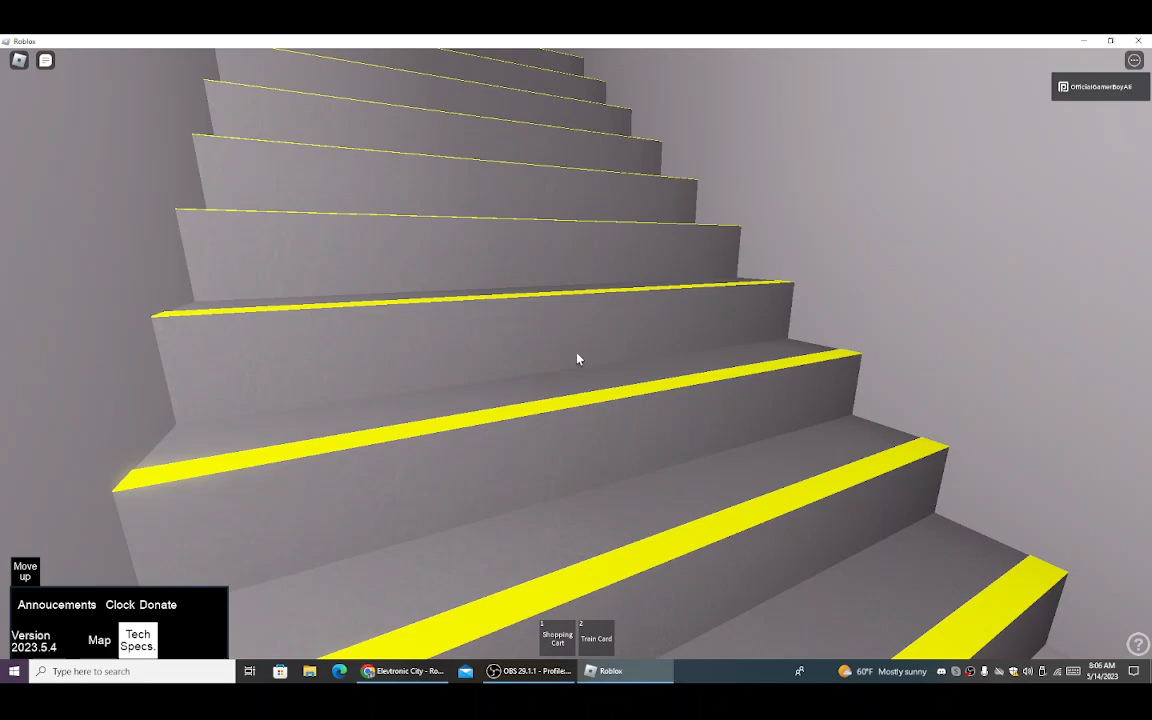 Roblox
OfficialGamerBoyAli
Move
up
Annoucements Clock Donate
Version
2023.5.4
Map
Tech
Specs.
1
Shopping
Cart
2
Train Card
?
Type here to search
Elevtronic City - Ro...
OBS 29.1.1 - Profile:...
Roblox
60°F Mostly sunny
8:06 AM
5/14/2023